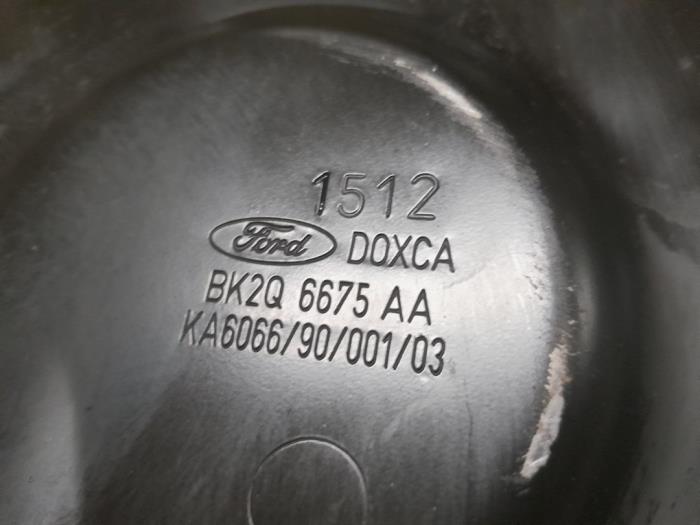 1512
Ford DOXCA
BK2Q 6675 AA
KA6066/90/001/03